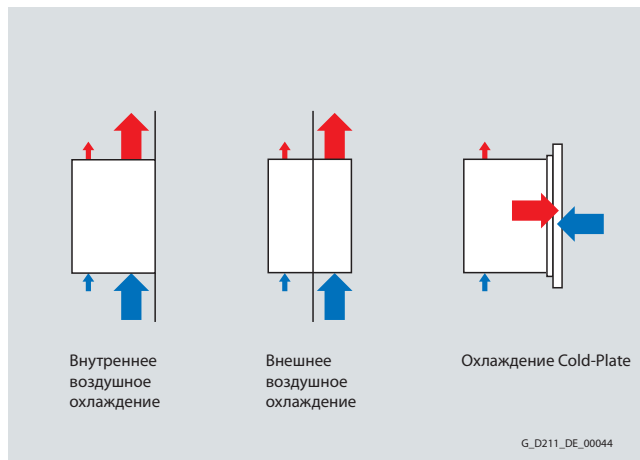 Внутреннее
воздушное
охлаждение
Внешнее
воздушное
охлаждение
Охлаждение Cold-Plate
G_D211_DE_00044